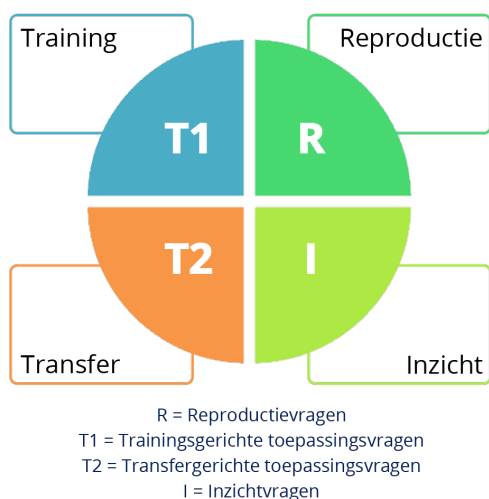 Training
Reproductie
T1
R
T2
I
Transfer
Inzicht
R = Reproductievragen
T1 = Trainingsgerichte toepassingsvragen
T2 = Transfergerichte toepassingsvragen
I = Inzichtvragen